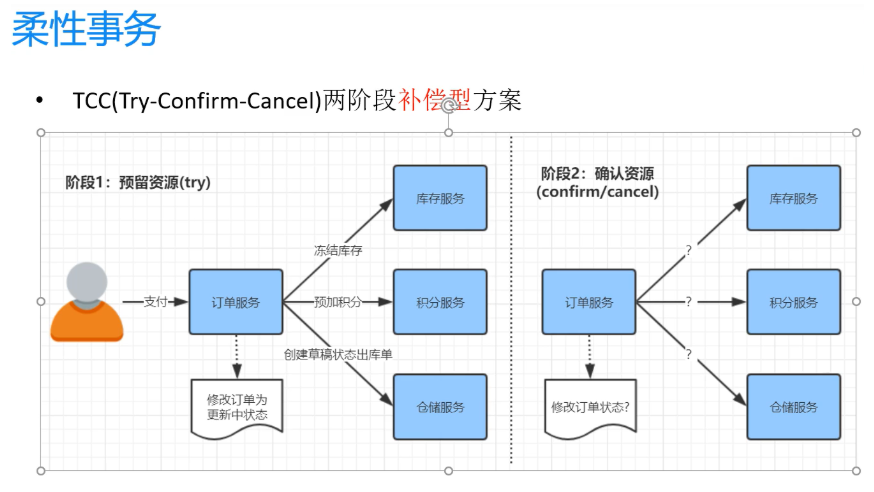 柔性事务
• TCC(Try-Confirm-Cancel)两阶段补偿型方案
阶段1：预留资源(try)
支付
订单服务
冻结库存
预加积分
创建草稿状态出库单
库存服务
积分服务
仓储服务
修改订单为
更新中状态
阶段2：确认资源
(confirm/cancel)
订单服务
?
?
?
库存服务
积分服务
仓储服务
修改订单状态?